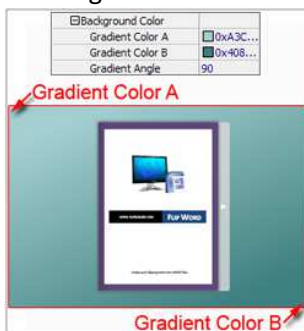 Background Color
Gradient Color A 0xA3C...
Gradient Color B 0x408...
Gradient Angle 90
Gradient Color A
FLIP WORD
Gradient Color B